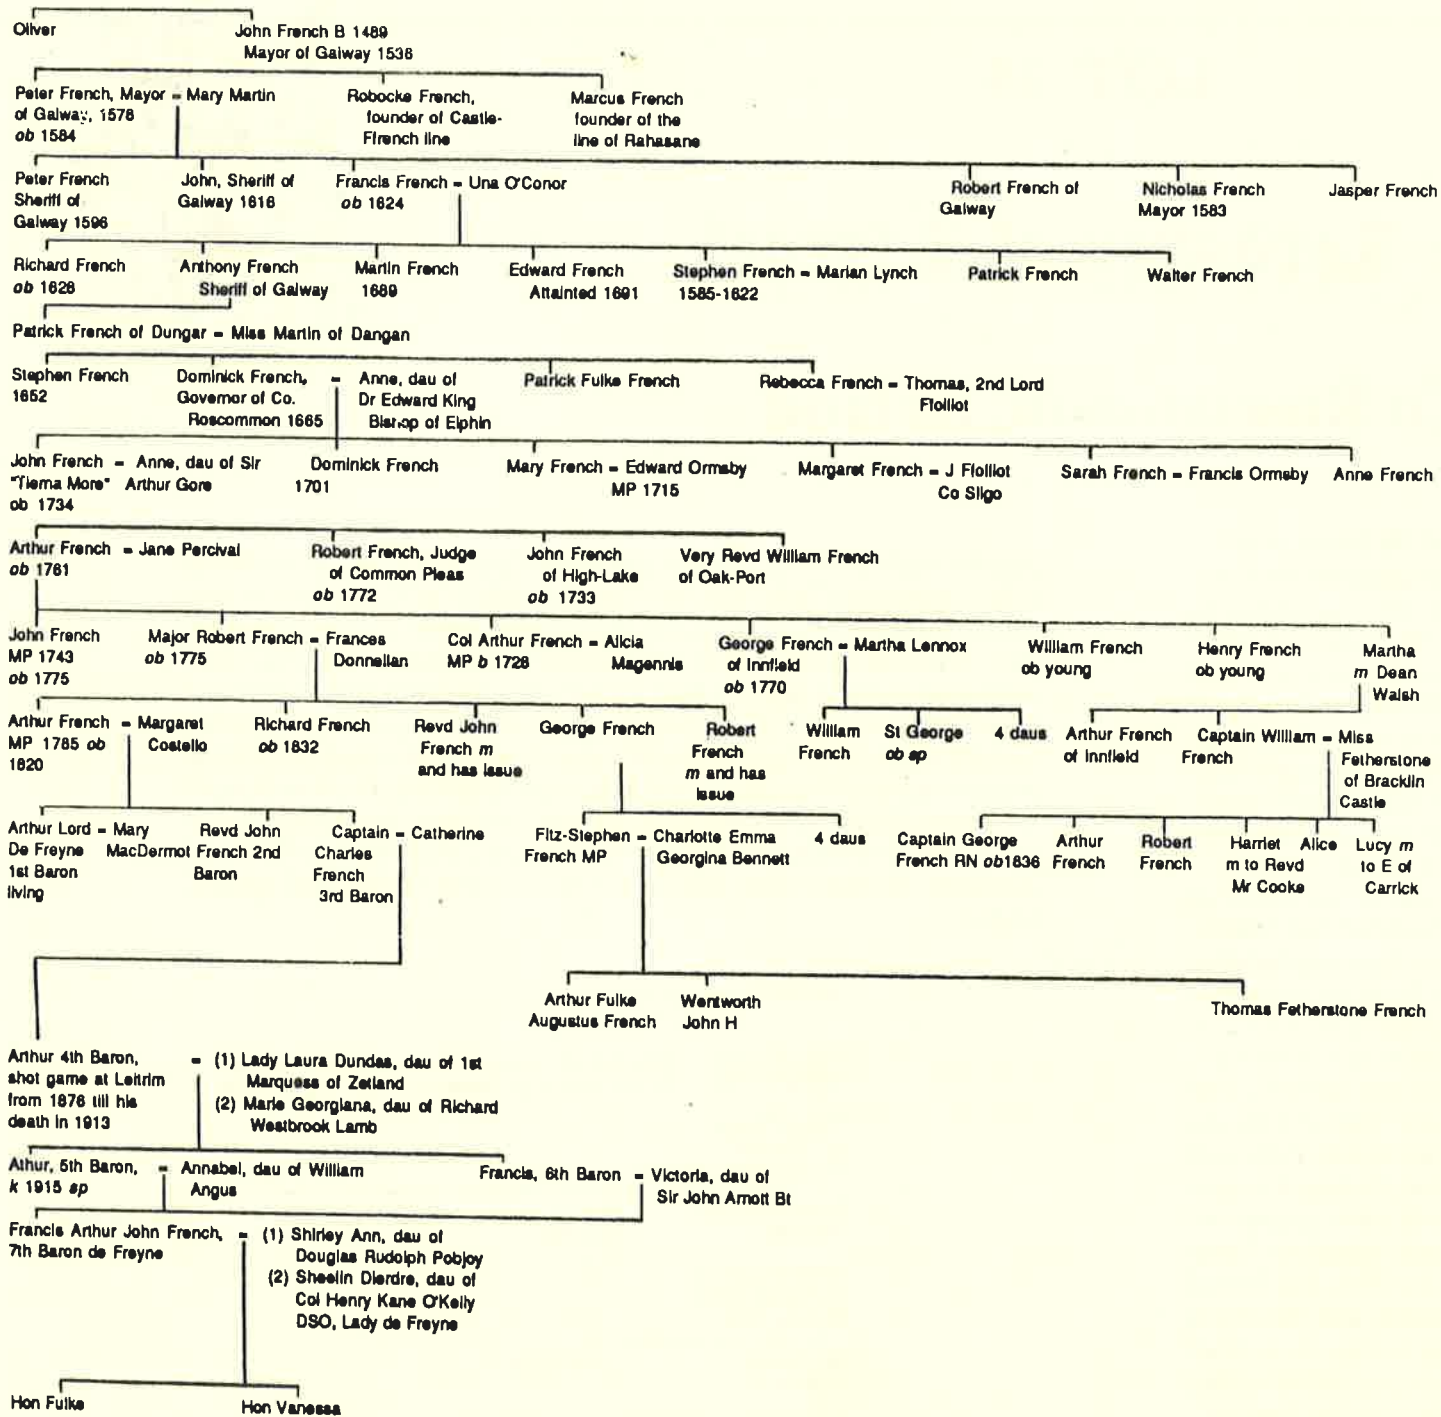 Oliver
John French B 1489
Mayor of Galway 1538
Peter French, Mayor = Mary Martin
of Galway, 1578
ob 1584
Robocke French,
founder of Castle-
Ffrench line
Marcus French
founder of the
line of Rahasane
Peter French
Sheriff of
Galway 1596
John, Sheriff of
Galway 1616
Francis French = Una O'Conor
ob 1624
Robert French of
Galway
Nicholas French
Mayor 1583
Jasper French
Richard French
ob 1628
Anthony French
Sheriff of Galway
Martin French
1689
Edward French
Attainted 1691
Stephen French = Marian Lynch
1585-1622
Patrick French
Walter French
Patrick French of Dungar = Miss Martin of Dangan
Stephen French
1652
Dominick French, = Anne, dau of
Governor of Co. Dr Edward King
Roscommon 1665 Bishop of Elphin
Patrick Fulke French
Rebecca French = Thomas, 2nd Lord
Ffolliot
John French = Anne, dau of Sir
"Tierna More" Arthur Gore
ob 1734
Dominick French
1701
Mary French = Edward Ormsby
MP 1715
Margaret French = J Ffolliot
Co Sligo
Sarah French = Francis Ormsby
Anne French
Arthur French = Jane Percival
ob 1761
Robert French, Judge
of Common Pleas
ob 1772
John French
of High-Lake
ob 1733
Very Revd William French
of Oak-Port
John French
MP 1743
ob 1775
Major Robert French = Frances
ob 1775 Donnellan
Col Arthur French = Alicia
MP b 1728 Magennis
George French = Martha Lennox
of Innfield
ob 1770
William French
ob young
Henry French
ob young
Martha
m Dean
Walsh
Arthur French = Margaret
MP 1785 ob Costello
1820
Richard French
ob 1832
Revd John
French m
and has issue
George French
Robert
French
m and has
issue
William
French
St George
ob sp
4 daus
Arthur French
of Innfield
Captain William = Miss
French Fetherstone
of Bracklin
Castle
Arthur Lord = Mary
De Freyne MacDermot
1st Baron
living
Revd John
French 2nd
Baron
Captain = Catherine
Charles
French
3rd Baron
Fitz-Stephen = Charlotte Emma
French MP Georgina Bennett
4 daus
Captain George
French RN ob1836
Arthur
French
Robert
French
Harriet
m to Revd
Mr Cooke
Alice
Lucy m
to E of
Carrick
Arthur Fulke
Augustus French
Wentworth
John H
Thomas Fetherstone French
Arthur 4th Baron, = (1) Lady Laura Dundas, dau of 1st
shot game at Leitrim Marquess of Zetland
from 1876 till his (2) Marie Georgiana, dau of Richard
death in 1913 Westbrook Lamb
Athur, 5th Baron, = Annabel, dau of William
k 1915 sp Angus
Francis, 6th Baron = Victoria, dau of
Sir John Arnott Bt
Francis Arthur John French, = (1) Shirley Ann, dau of
7th Baron de Freyne Douglas Rudolph Pobjoy
(2) Sheelin Dierdre, dau of
Col Henry Kane O'Kelly
DSO, Lady de Freyne
Hon Fulke
Hon Vanessa